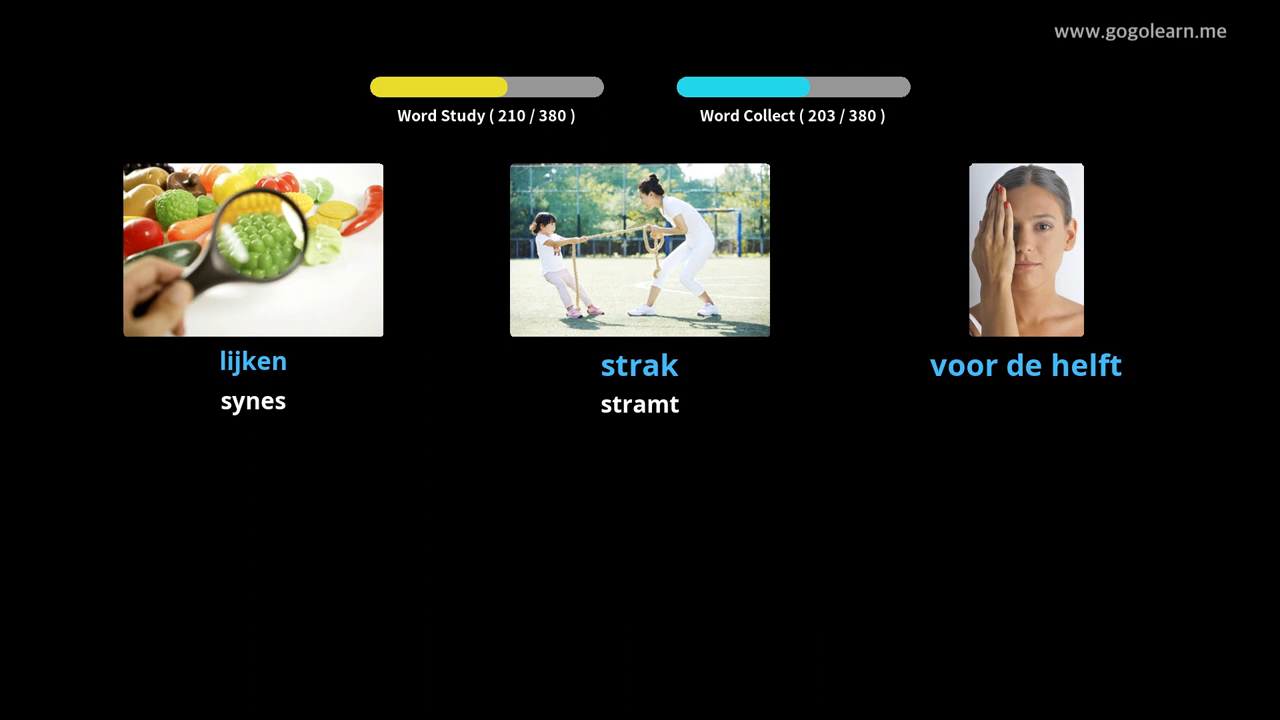 www.gogolearn.me
Word Study ( 210 / 380 )
Word Collect ( 203 / 380 )
lijken
synes
strak
stramt
voor de helft